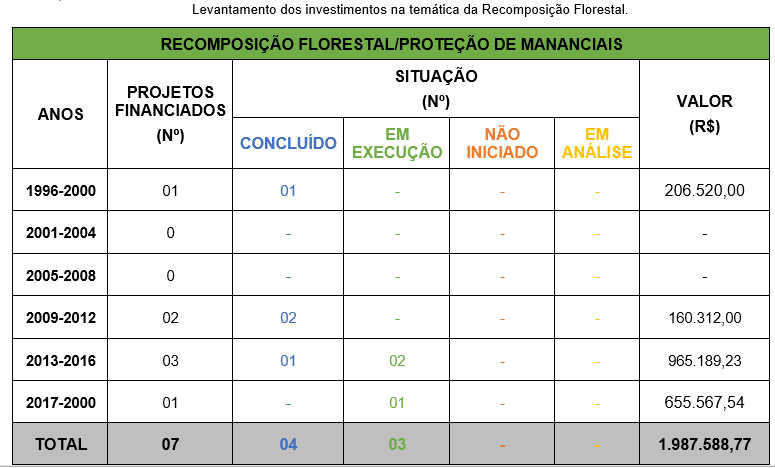 Levantamento dos investimentos na temática da Recomposição Florestal.
RECOMPOSIÇÃO FLORESTAL/PROTEÇÃO DE MANANCIAIS
ANOS
PROJETOS
FINANCIADOS
(Nº)
SITUAÇÃO
(Nº)
VALOR
(R$)
CONCLUÍDO
EM
EXECUÇÃO
NÃO
INICIADO
EM
ANÁLISE
1996-2000 01 01 - - - 206.520,00
2001-2004 0 - - - - -
2005-2008 0 - - - - -
2009-2012 02 02 - - - 160.312,00
2013-2016 03 01 02 - - 965.189,23
2017-2000 01 - 01 - - 655.567,54
TOTAL 07 04 03 - - 1.987.588,77